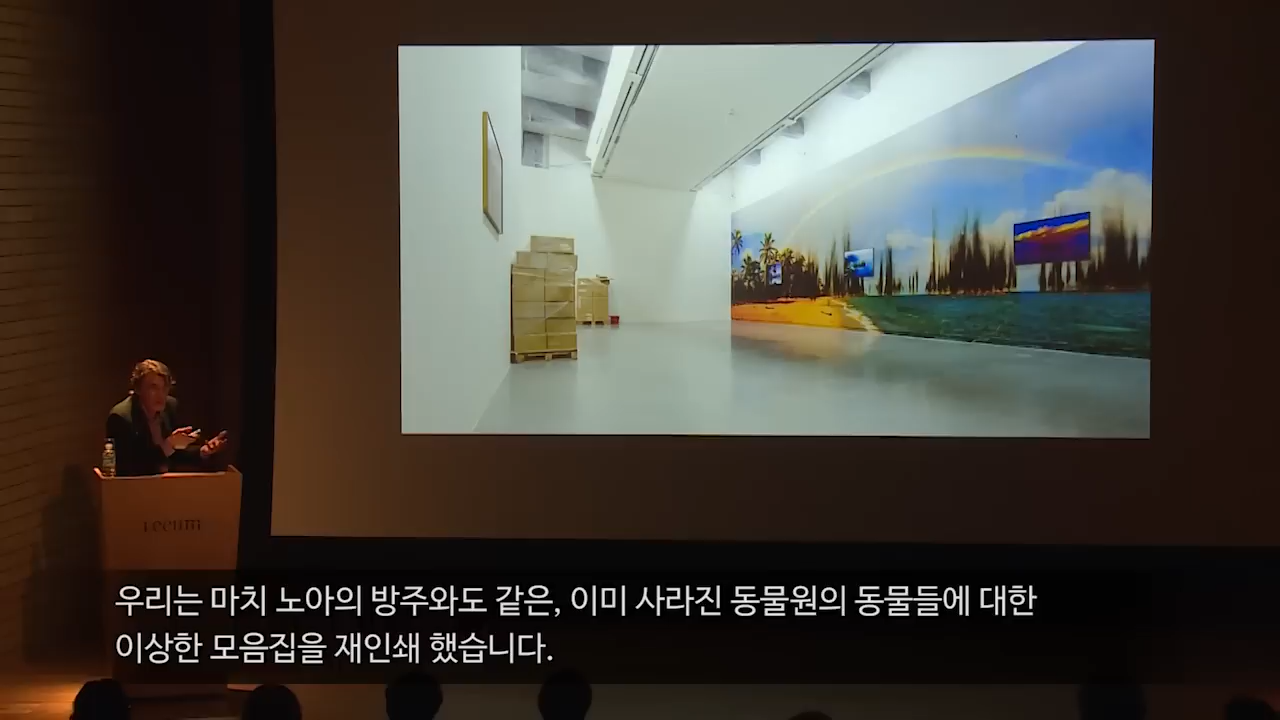 Leeum
우리는 마치 노아의 방주와도 같은, 이미 사라진 동물원의 동물들에 대한
이상한 모음집을 재인쇄 했습니다.